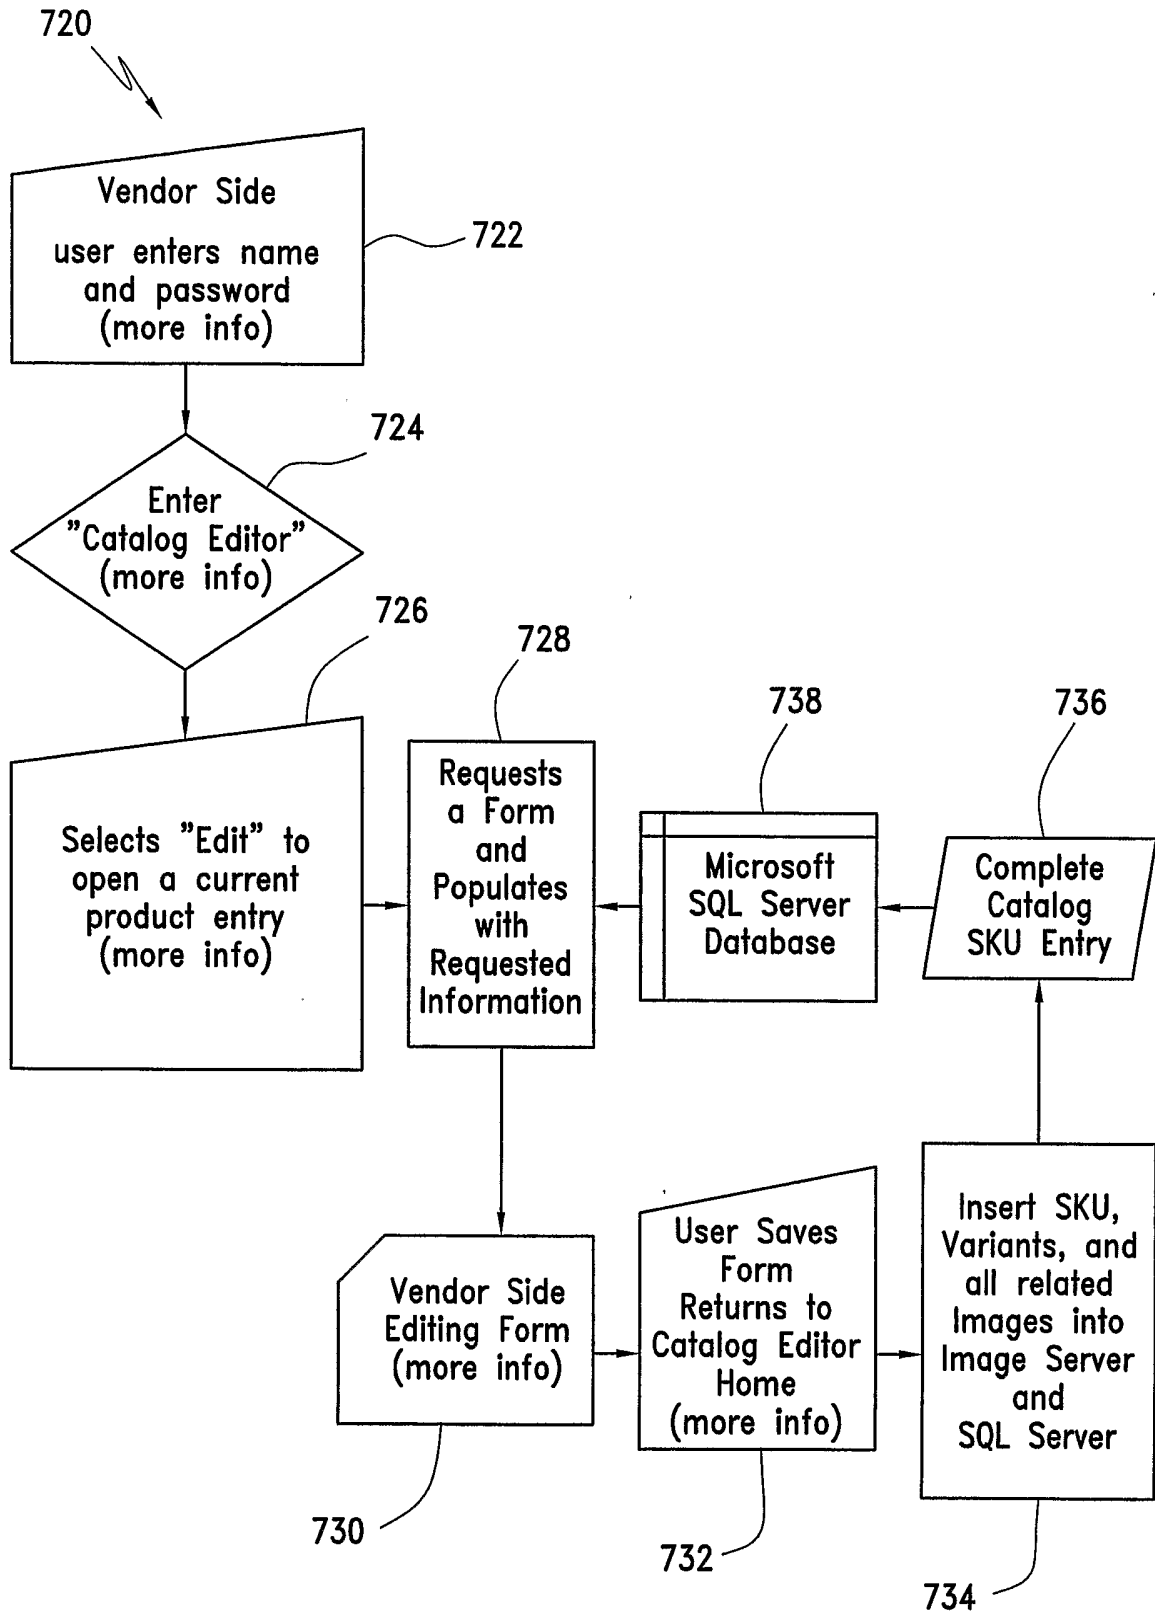 720
Vendor Side
user enters name
and password
(more info)
722
724
Enter
”Catalog Editor”
(more info)
726
Selects ”Edit” to
open a current
product entry
(more info)
728
Requests
a Form
and
Populates
with
Requested
Information
738
Microsoft
SQL Server
Database
736
Complete
Catalog
SKU Entry
Vendor Side
Editing Form
(more info)
730
User Saves
Form
Returns to
Catalog Editor
Home
(more info)
732
Insert SKU,
Variants, and
all related
Images into
Image Server
and
SQL Server
734